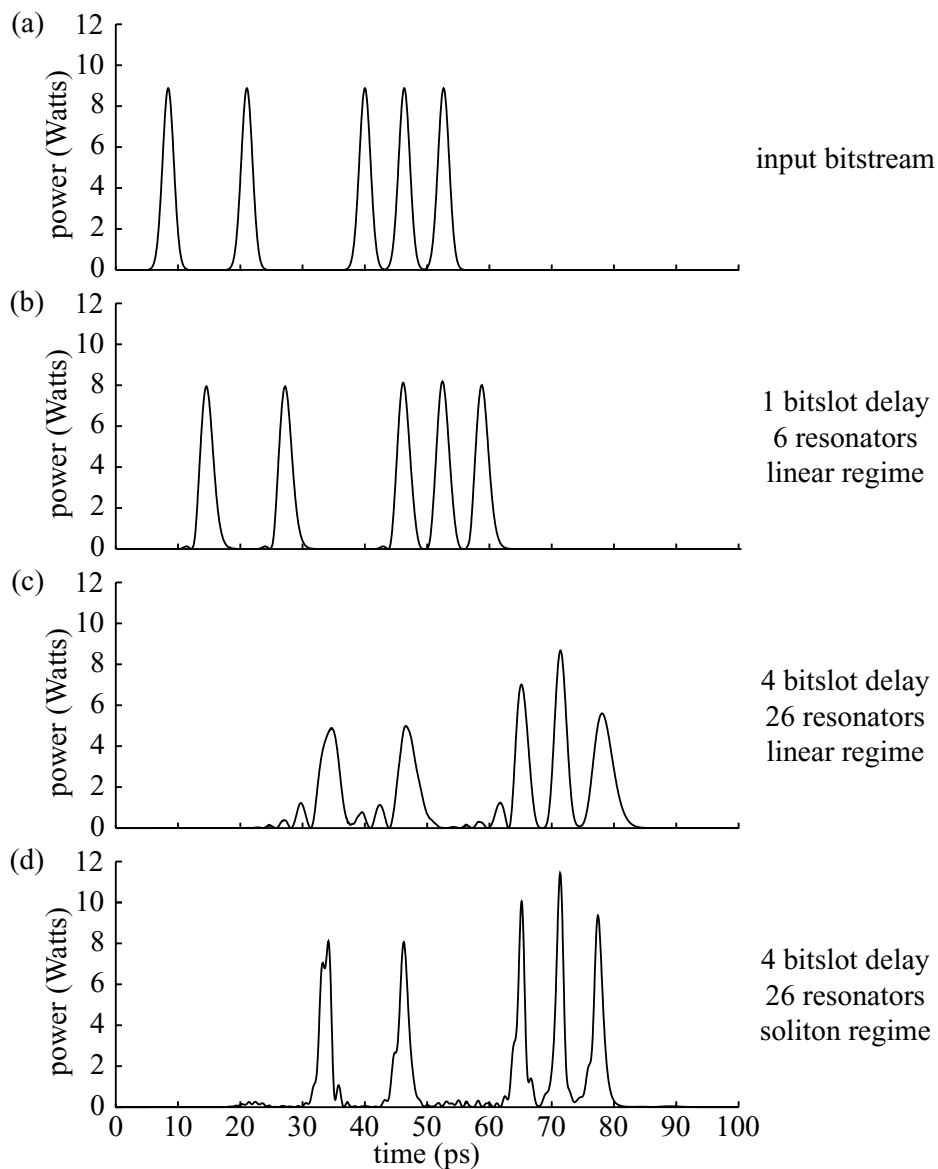 (a)
12
10
8
6
4
2
0
power (Watts)
input bitstream
(b)
12
10
8
6
4
2
0
power (Watts)
1 bitslot delay
6 resonators
linear regime
(c)
12
10
8
6
4
2
0
power (Watts)
4 bitslot delay
26 resonators
linear regime
(d)
12
10
8
6
4
2
0
power (Watts)
4 bitslot delay
26 resonators
soliton regime
0 10 20 30 40 50 60 70 80 90 100
time (ps)